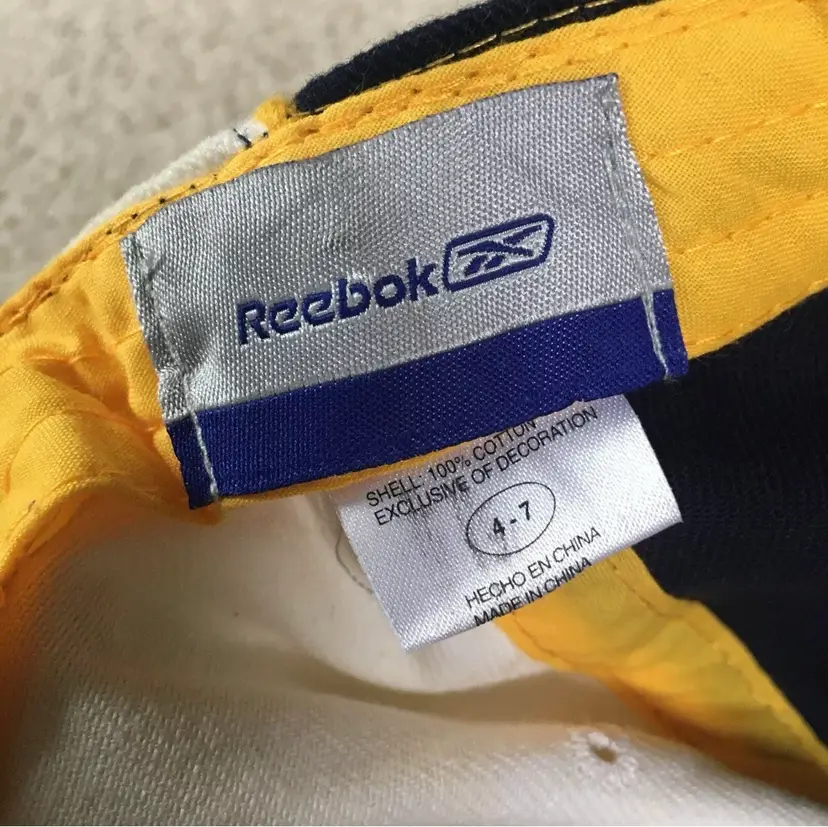 Reebok
SHELL: 100% COTTON
EXCLUSIVE OF DECORATION
4-7
HECHO EN CHINA
MADE IN CHINA